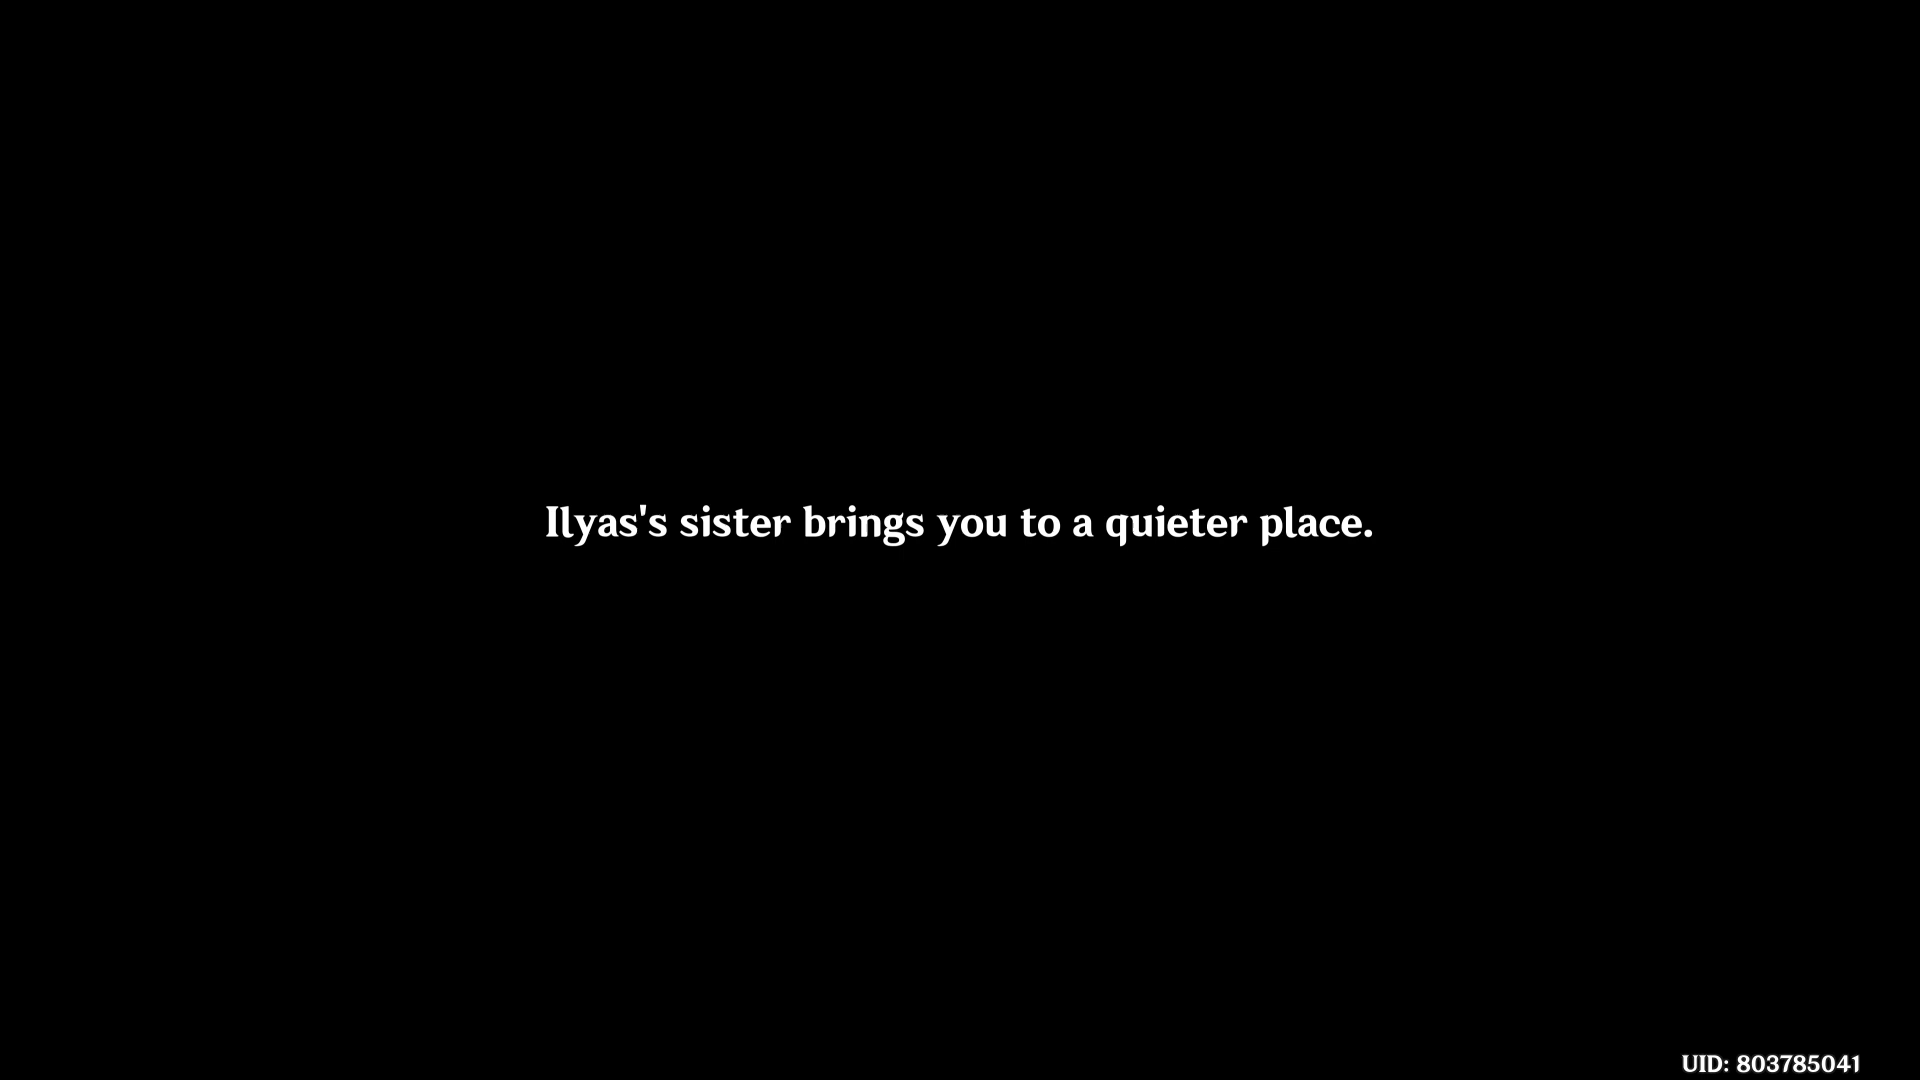 Ilyas's sister brings you to a quieter place.
UID: 803785041